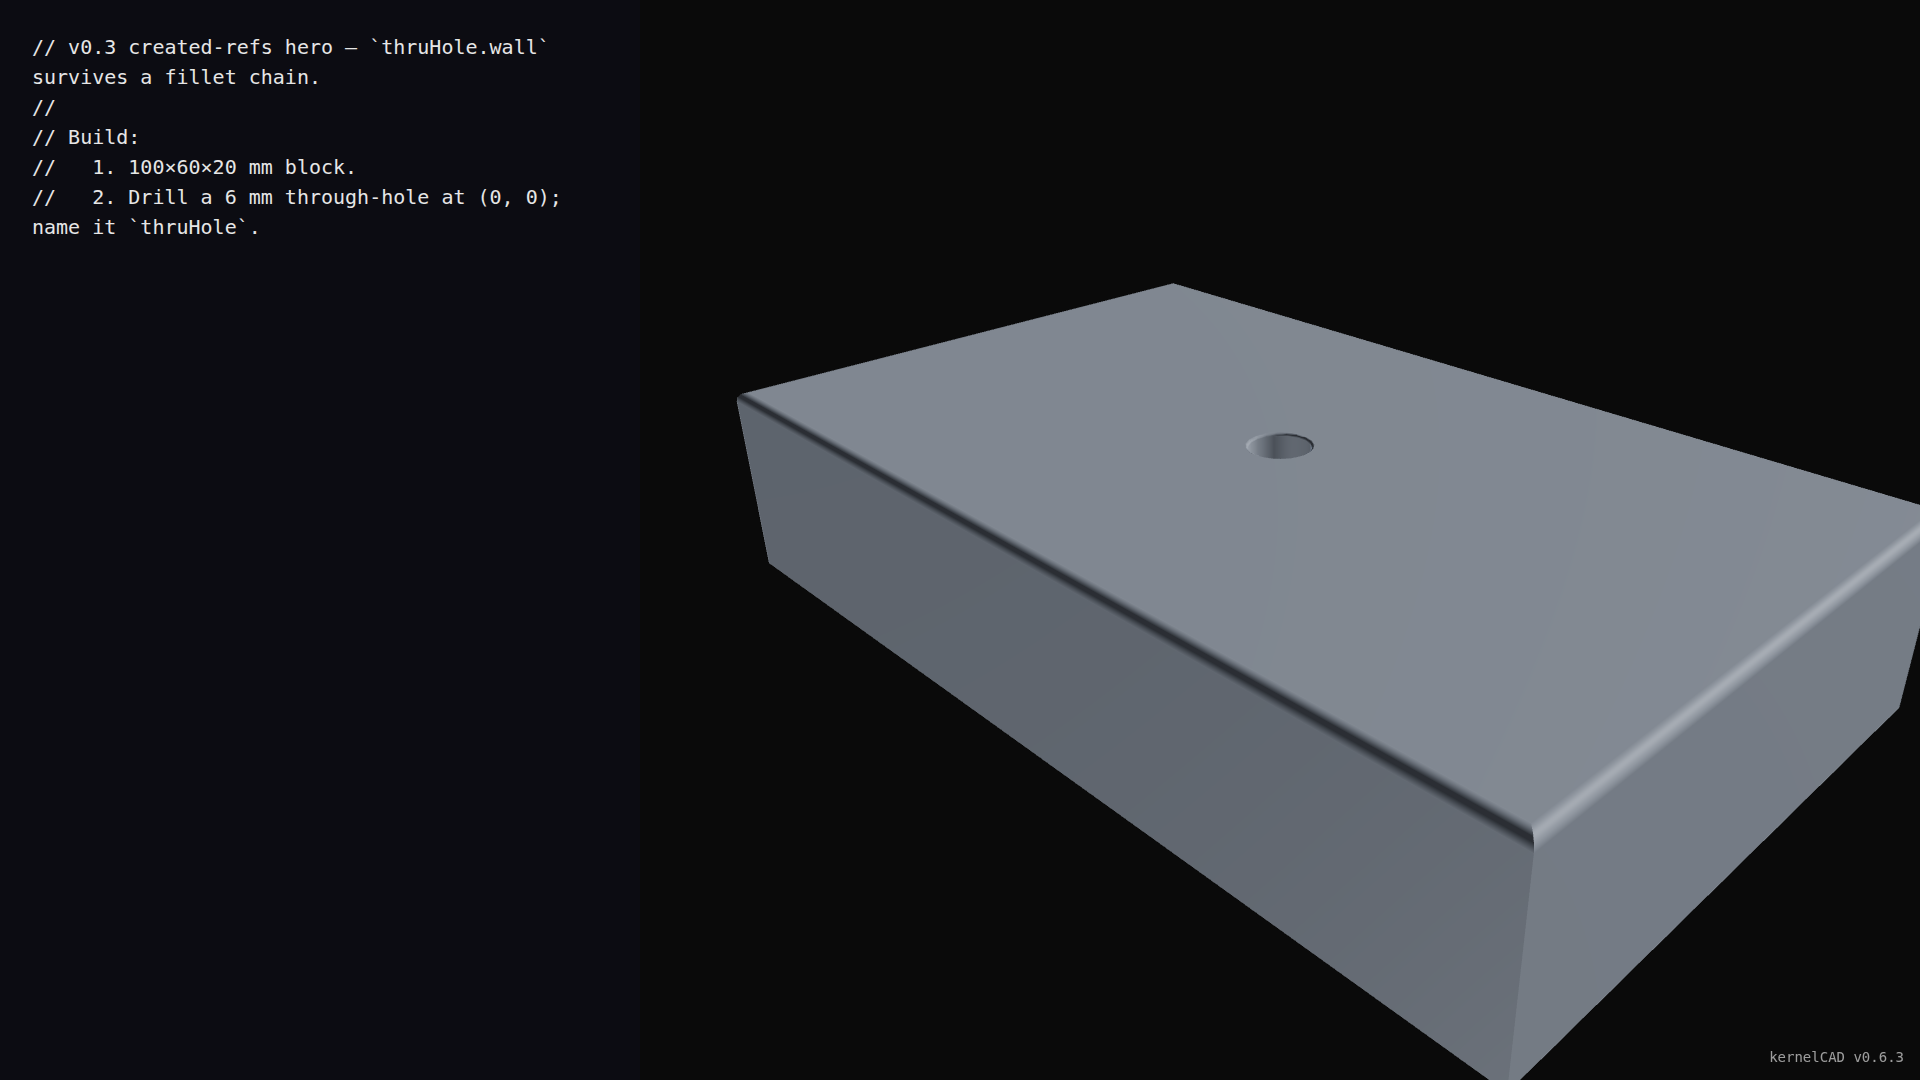 // v0.3 created-refs hero — `thruHole.wall`
survives a fillet chain.
//
// Build:
//   1. 100×60×20 mm block.
//   2. Drill a 6 mm through-hole at (0, 0);
name it `thruHole`.
kernelCAD v0.6.3